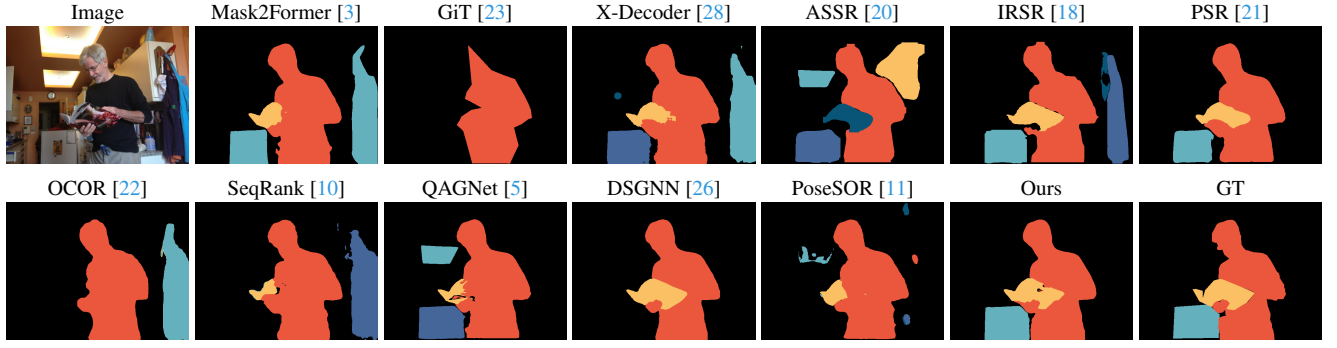 Image Mask2Former [3] GiT [23] X-Decoder [28] ASSR [20] IRSR [18] PSR [21]
OCOR [22] SeqRank [10] QAGNet [5] DSGNN [26] PoseSOR [11] Ours GT